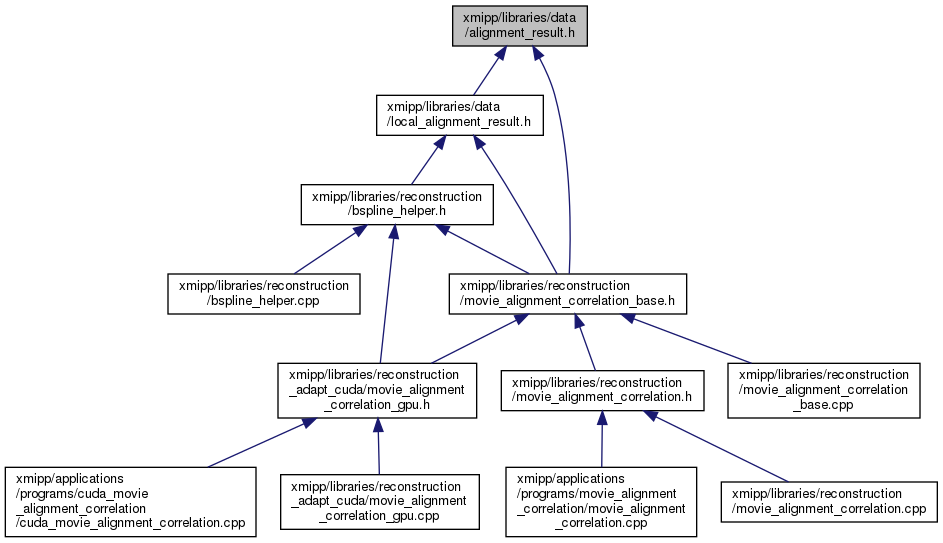 xmipp/libraries/data
/alignment_result.h
xmipp/libraries/data
/local_alignment_result.h
xmipp/libraries/reconstruction
/bspline_helper.h
xmipp/libraries/reconstruction
/bspline_helper.cpp
xmipp/libraries/reconstruction
/movie_alignment_correlation_base.h
xmipp/libraries/reconstruction
_adapt_cuda/movie_alignment
_correlation_gpu.h
xmipp/libraries/reconstruction
/movie_alignment_correlation.h
xmipp/libraries/reconstruction
/movie_alignment_correlation
_base.cpp
xmipp/applications
/programs/cuda_movie
_alignment_correlation
/cuda_movie_alignment_correlation.cpp
xmipp/libraries/reconstruction
_adapt_cuda/movie_alignment
_correlation_gpu.cpp
xmipp/applications
/programs/movie_alignment
_correlation/movie_alignment
_correlation.cpp
xmipp/libraries/reconstruction
/movie_alignment_correlation.cpp